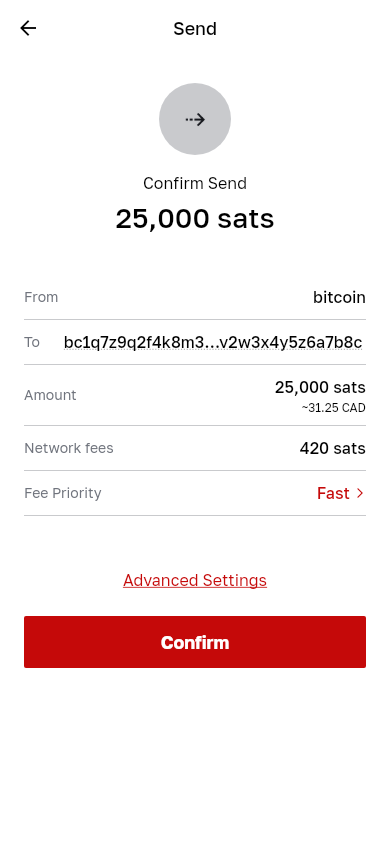 Send
Confirm Send
25,000 sats
From bitcoin
To bc1q7z9q2f4k8m3...v2w3x4y5z6a7b8c
Amount 25,000 sats
~31.25 CAD
Network fees 420 sats
Fee Priority Fast
Advanced Settings
Confirm